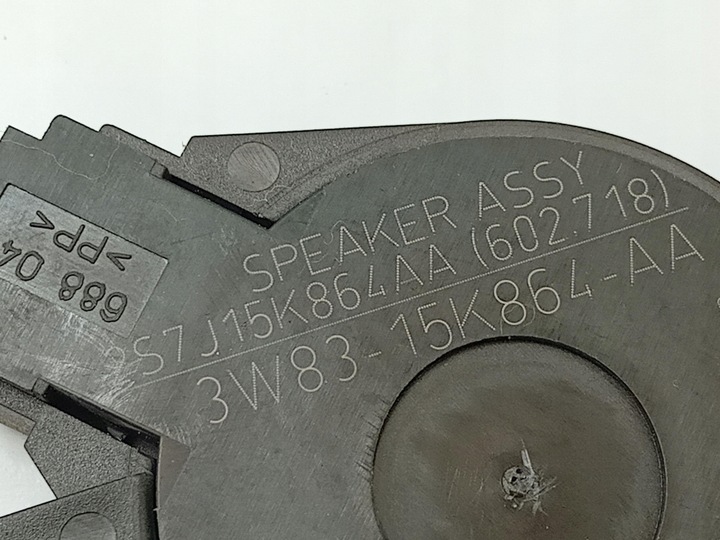 SPEAKER ASSY
2S7J15K864AA (602.718)
3W83-15K864-AA
688 04
>PP<